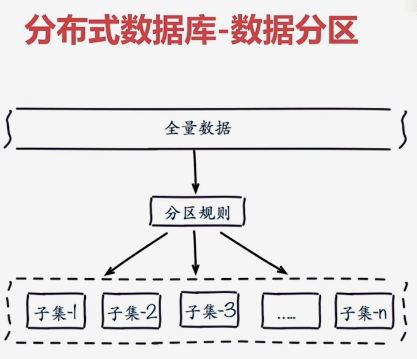 分布式数据库-数据分区
全量数据
分区规则
子集-1
子集-2
子集-3
.....
子集-n